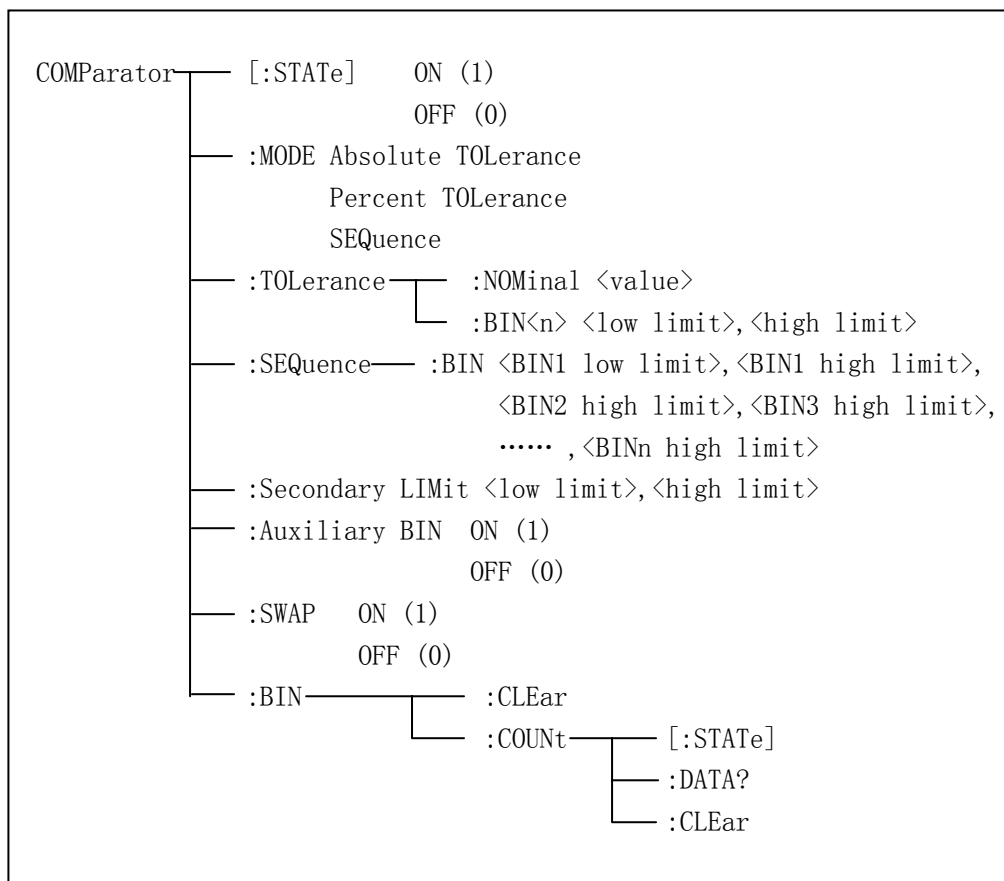 COMParator [:STATe] ON (1)
OFF (0)
:MODE Absolute TOLerance
Percent TOLerance
SEQuence
:TOLerance :NOMinal <value>
:BIN<n> <low limit>,<high limit>
:SEQuence :BIN <BIN1 low limit>,<BIN1 high limit>,
<BIN2 high limit>,<BIN3 high limit>,
…… ,<BINn high limit>
:Secondary LIMit <low limit>,<high limit>
:Auxiliary BIN ON (1)
OFF (0)
:SWAP ON (1)
OFF (0)
:BIN :CLEar
:COUNt [:STATe]
:DATA?
:CLEar